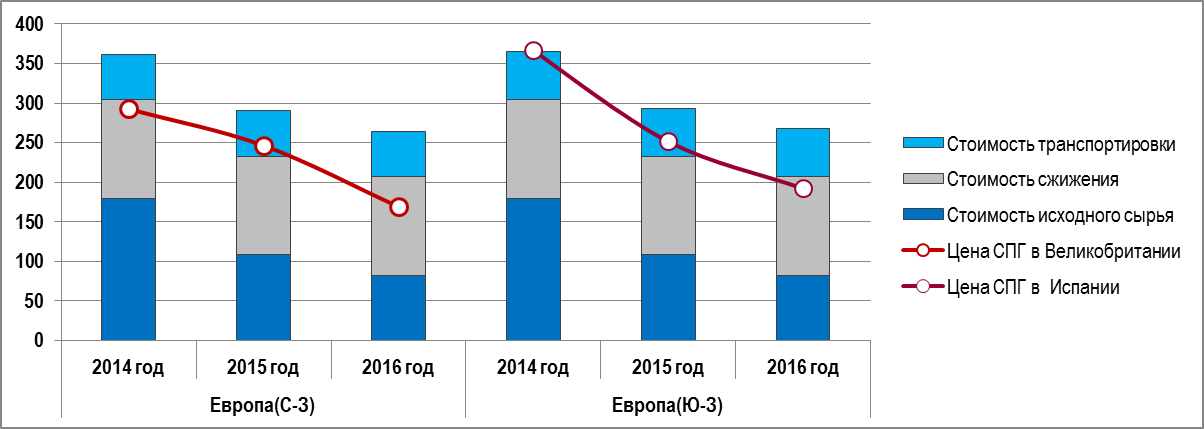 400
350
300
250
200
150
100
50
0
2014 год 2015 год 2016 год 2014 год 2015 год 2016 год
Европа(С-З) Европа(Ю-З)
Стоимость транспортировки
Стоимость сжижения
Стоимость исходного сырья
Цена СПГ в Великобритании
Цена СПГ в Испании